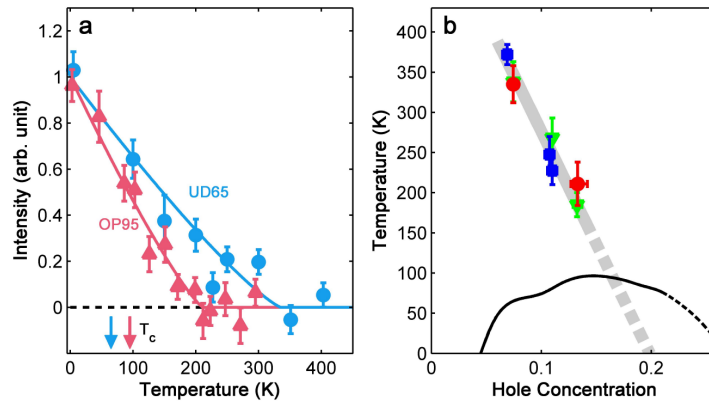 a
Intensity (arb. unit)
1.2
1
0.8
0.6
0.4
0.2
0
UD65
OP95
Tc
0 100 200 300 400
Temperature (K)
b
Temperature (K)
400
350
300
250
200
150
100
50
0
0 0.1 0.2
Hole Concentration